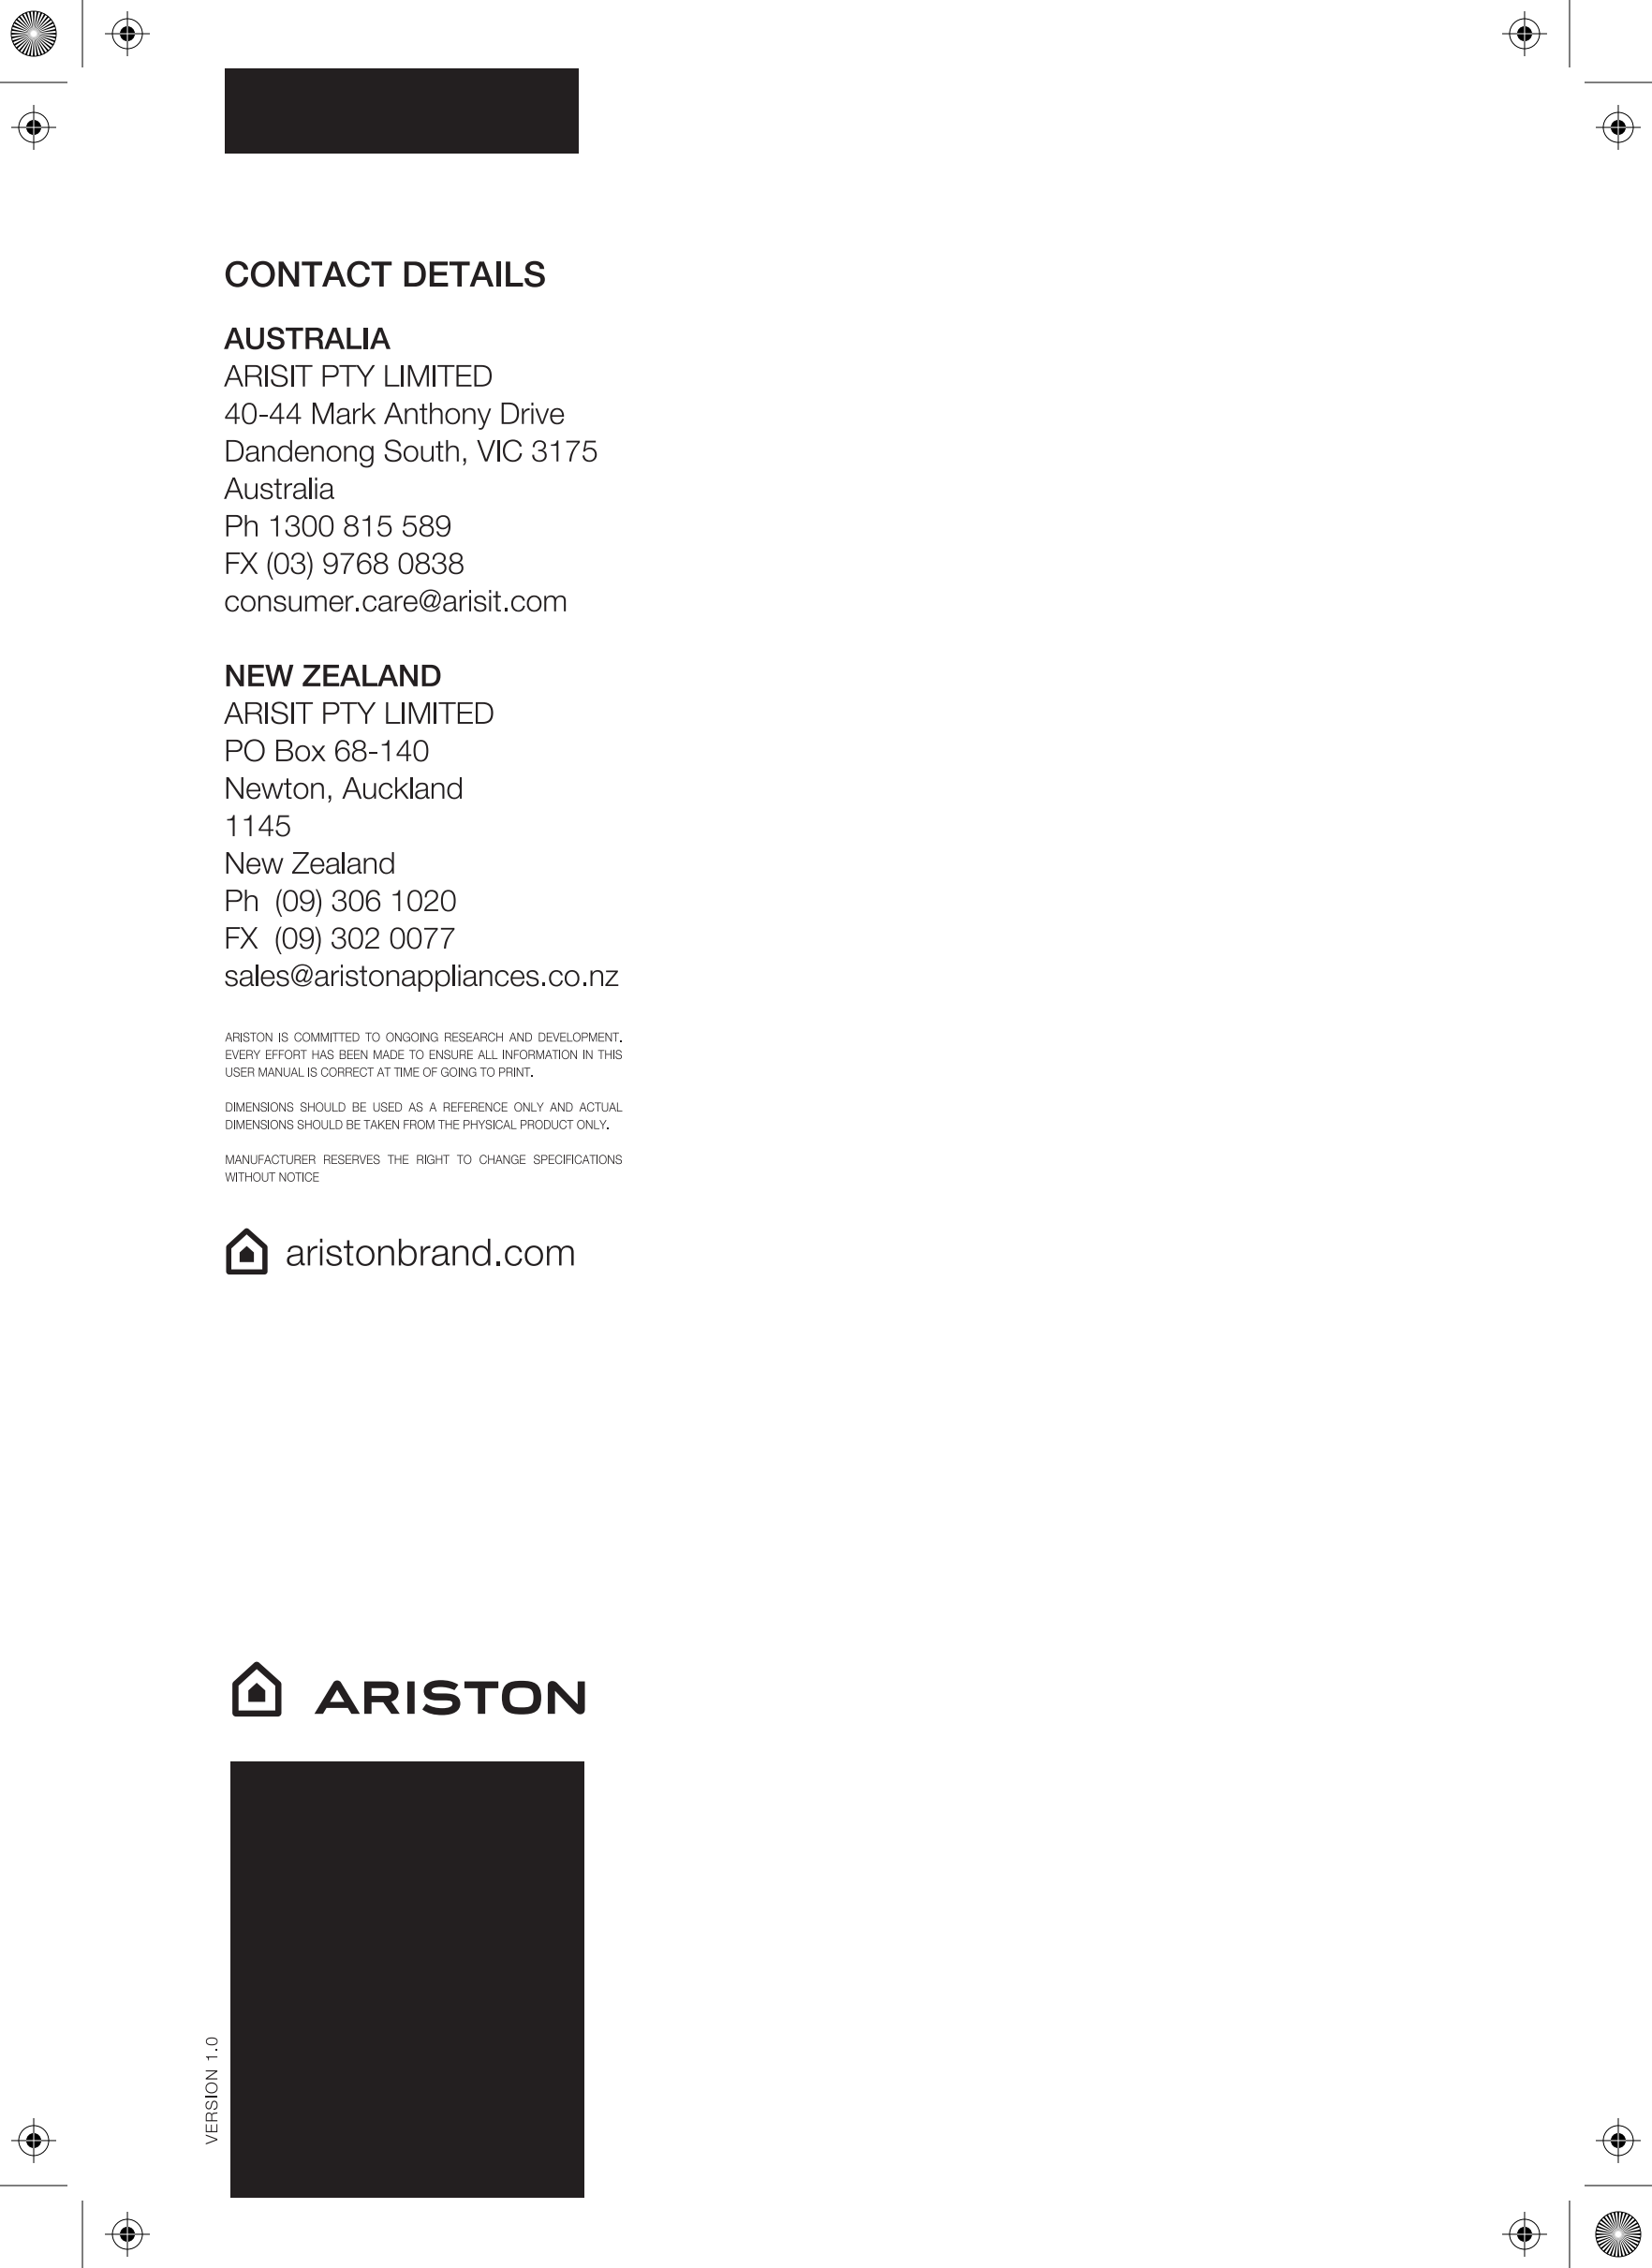 CONTACT DETAILS
AUSTRALIA
ARISIT PTY LIMITED
40-44 Mark Anthony Drive
Dandenong South, VIC 3175
Australia
Ph 1300 815 589
FX (03) 9768 0838
consumer.care@arisit.com
NEW ZEALAND
ARISIT PTY LIMITED
PO Box 68-140
Newton, Auckland
1145
New Zealand
Ph (09) 306 1020
FX (09) 302 0077
sales@aristonappliances.co.nz
ARISTON IS COMMITTED TO ONGOING RESEARCH AND DEVELOPMENT.
EVERY EFFORT HAS BEEN MADE TO ENSURE ALL INFORMATION IN THIS
USER MANUAL IS CORRECT AT TIME OF GOING TO PRINT.
DIMENSIONS SHOULD BE USED AS A REFERENCE ONLY AND ACTUAL
DIMENSIONS SHOULD BE TAKEN FROM THE PHYSICAL PRODUCT ONLY.
MANUFACTURER RESERVES THE RIGHT TO CHANGE SPECIFICATIONS
WITHOUT NOTICE
aristonbrand.com
ARISTON
VERSION 1.0